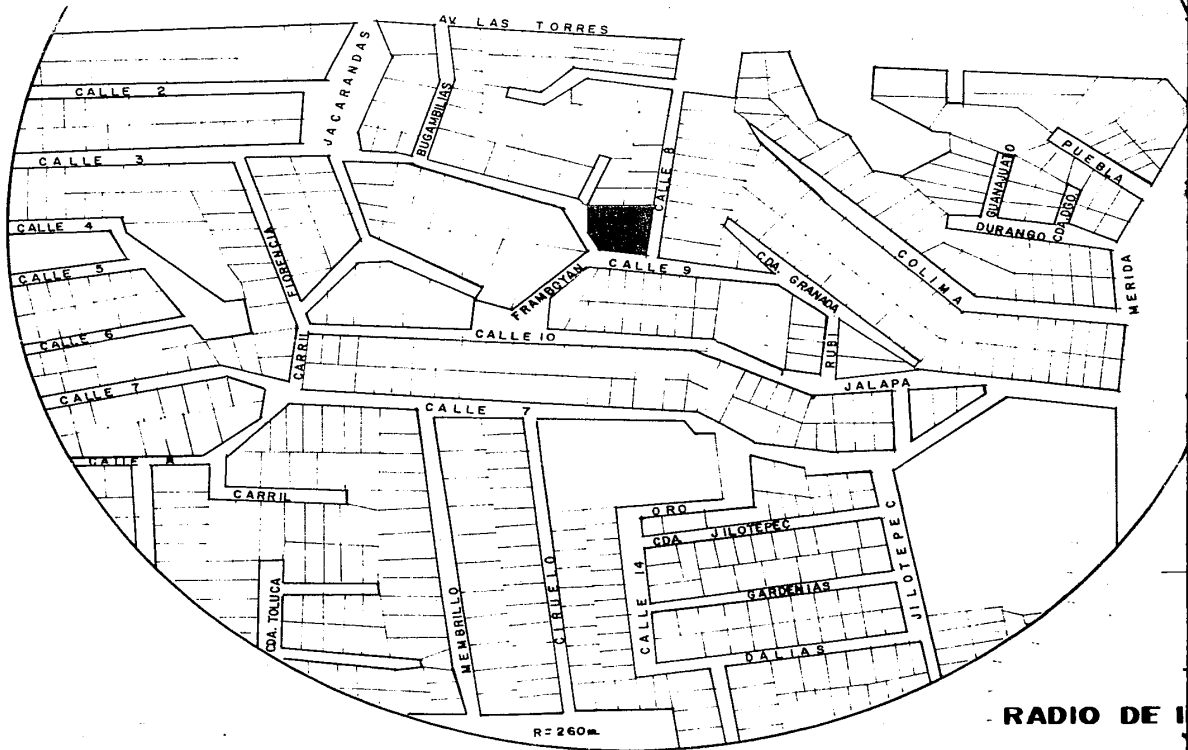 AV. LAS TORRES
CALLE 2
JACARANDAS
BUGAMBILIAS
CALLE 3
CALLE 8
PUEBLA
GUANAJUATO
CDA. DGO.
DURANGO
CALLE 4
FLORENCIA
CALLE 5
FRAMBOYAN
CALLE 9
CDA. GRANADA
COLIMA
MERIDA
CALLE 6
CALLE 10
RUBI
CARRIL
CALLE 7
JALAPA
CALLE 7
CALLE 8
CARRIL
ORO
CDA. JILOTEPEC
JILOTEPEC
CALLE 14
GARDENIAS
CDA. TOLUCA
MEMBRILLO
CIRUELO
DALIAS
RADIO DE I
R=260m